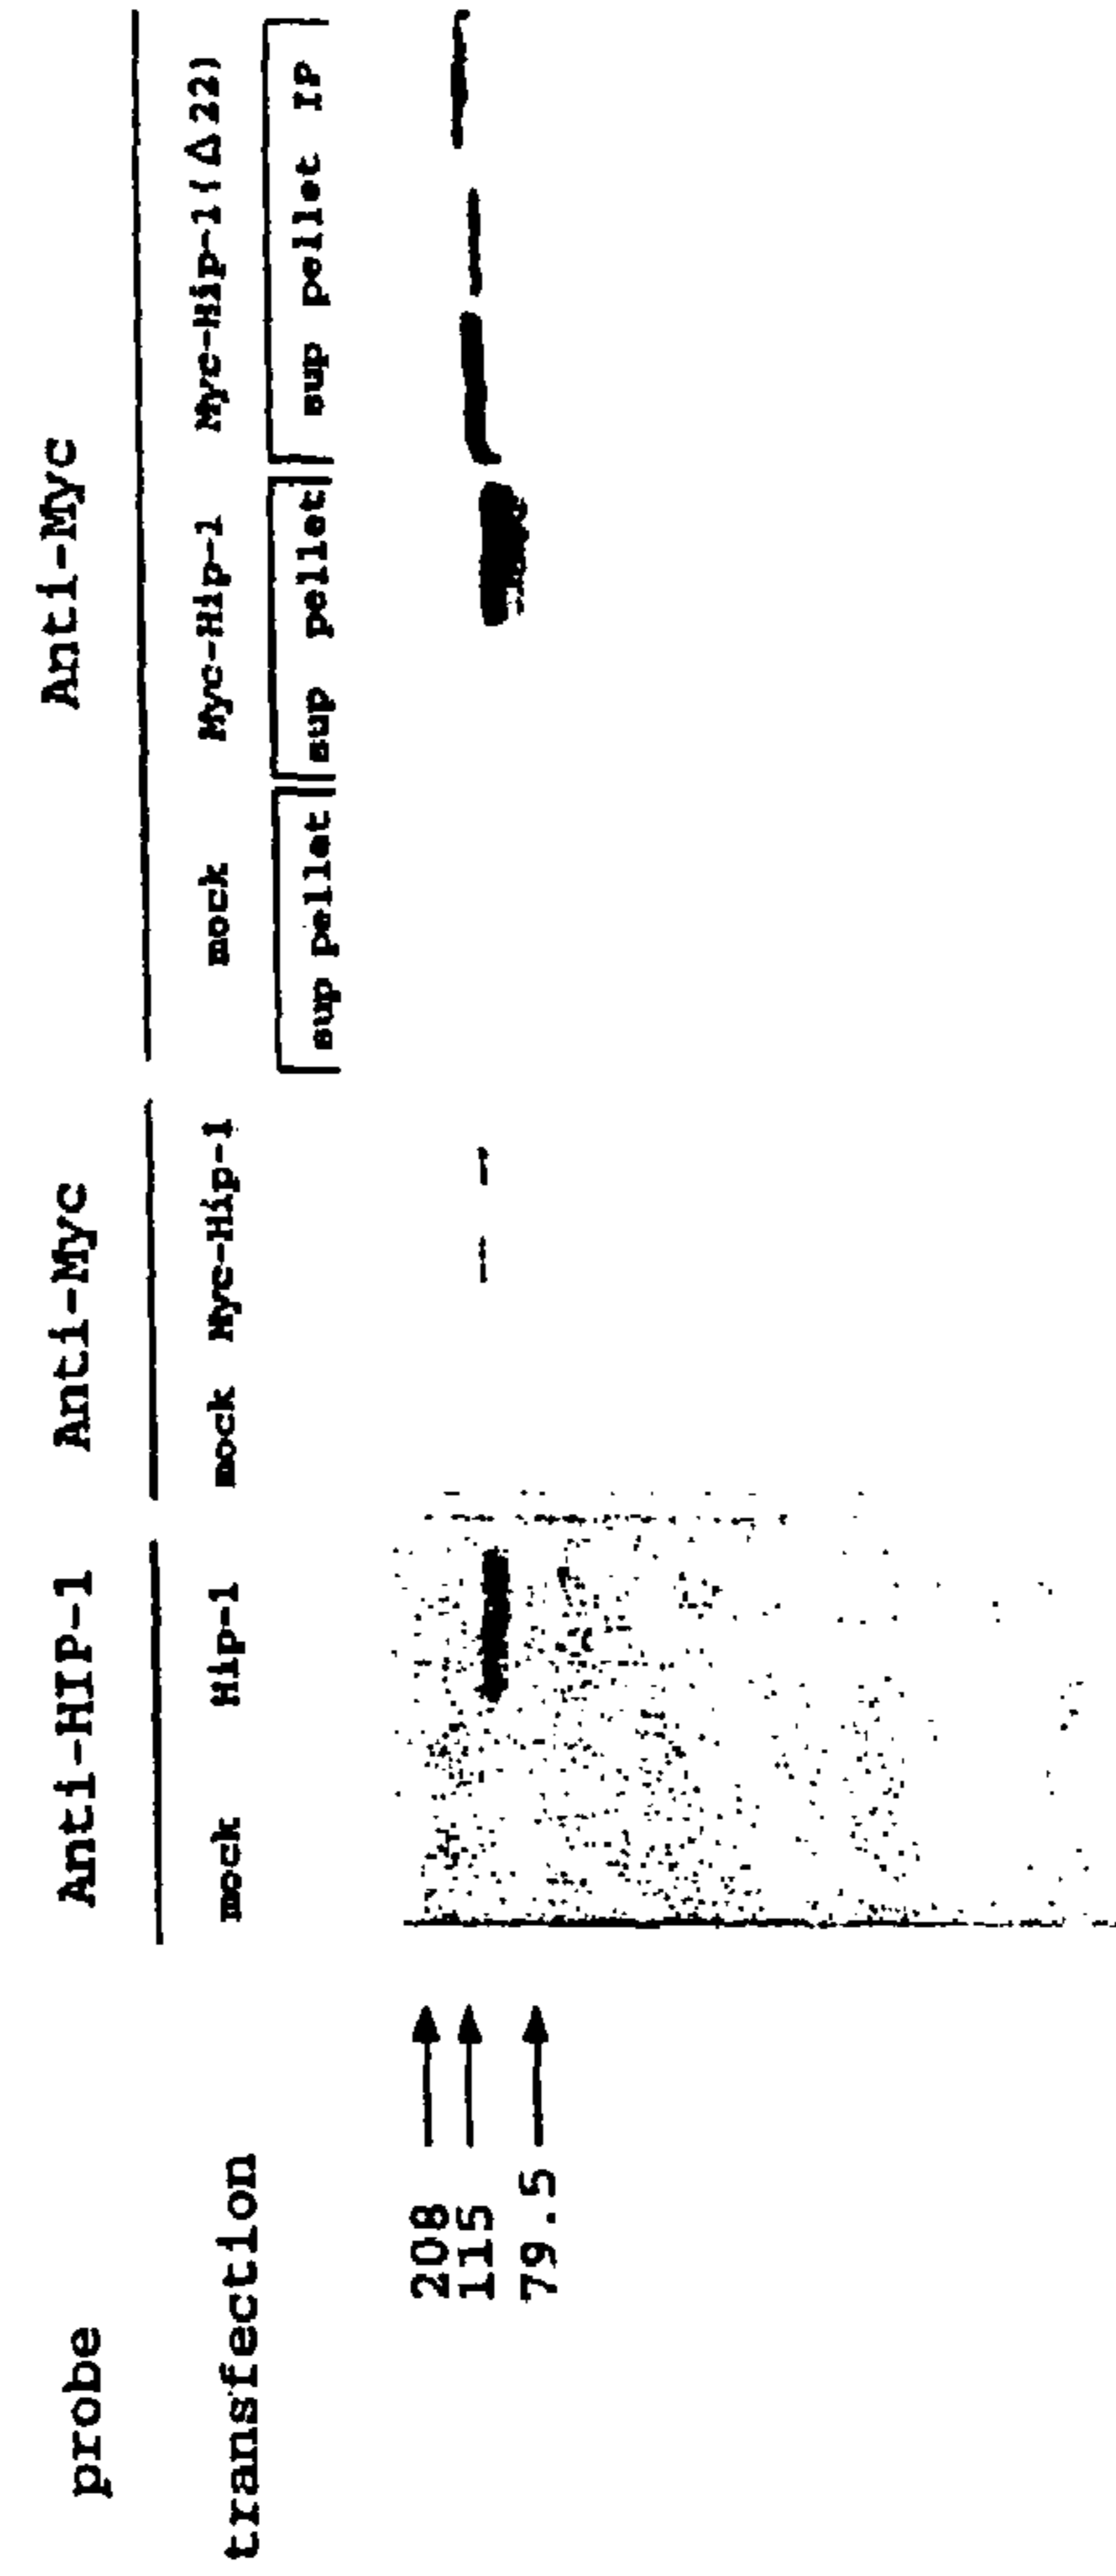 probe Anti-HIP-1 Anti-Myc Anti-Myc
transfection mock Hip-1 mock Myc-Hip-1 mock Myc-Hip-1 Myc-Hip-1(Δ22)
sup pellet sup pellet sup pellet IP
208
115
79.5